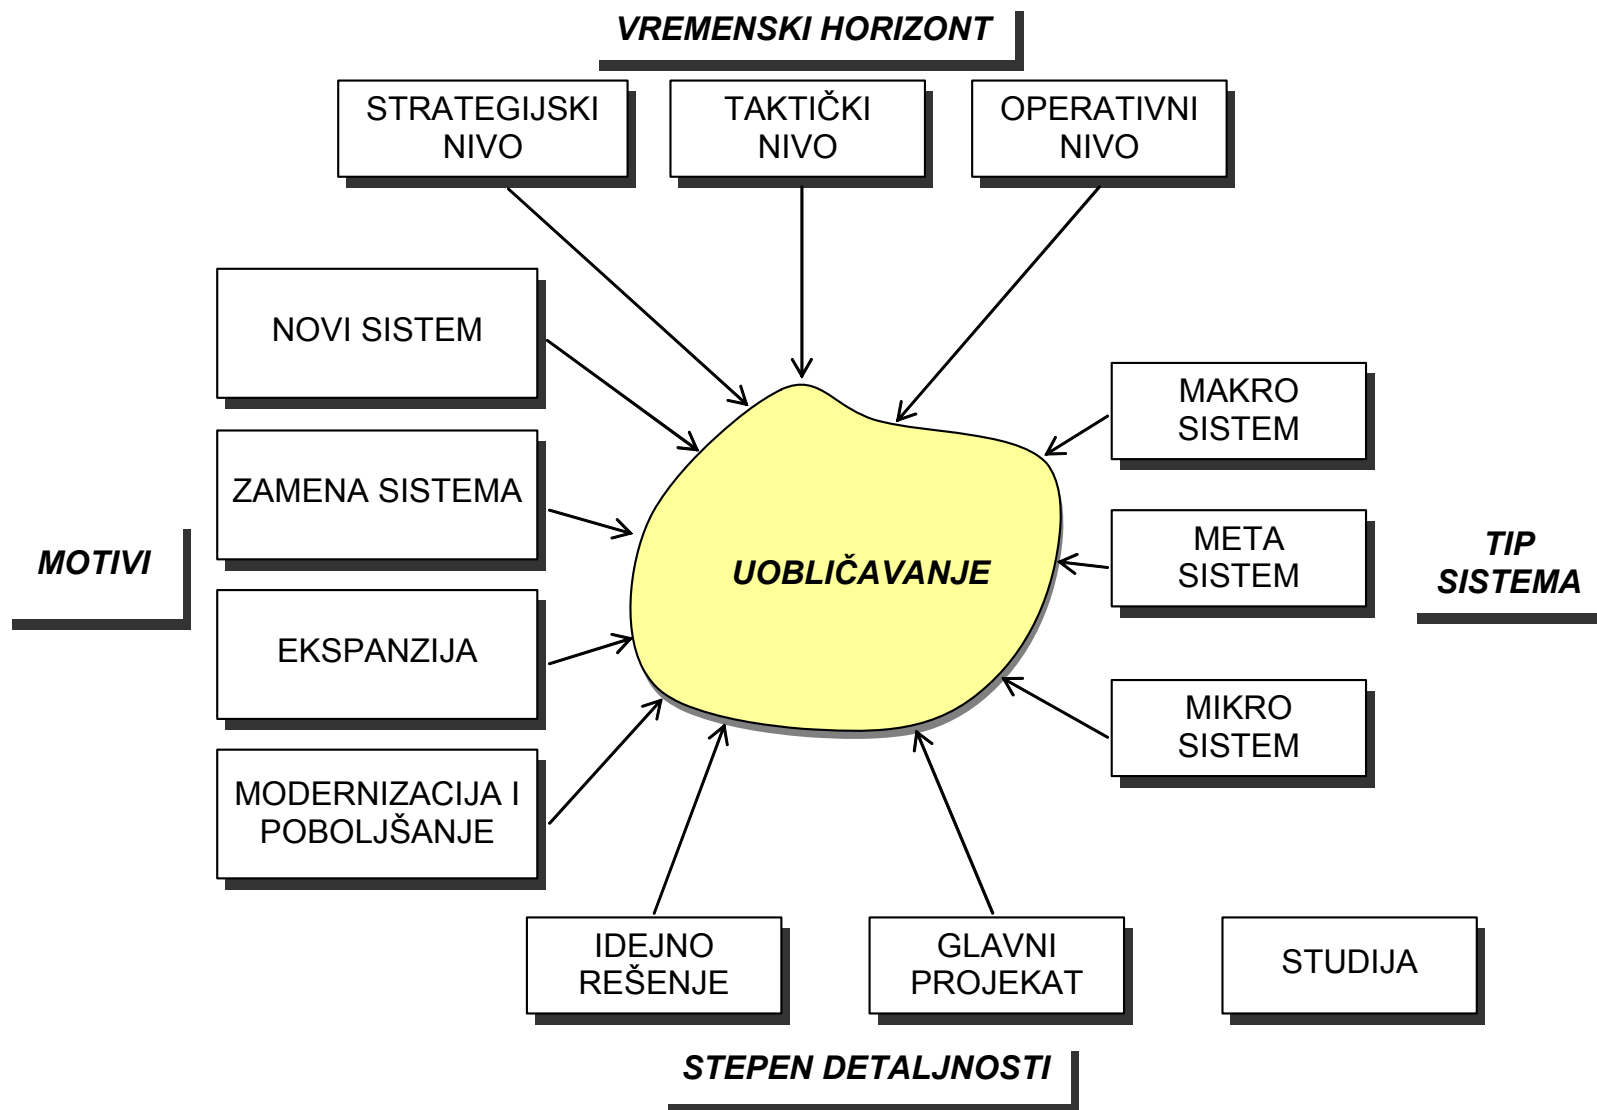 VREMENSKI HORIZONT
STRATEGIJSKI
NIVO
TAKTIČKI
NIVO
OPERATIVNI
NIVO
NOVI SISTEM
ZAMENA SISTEMA
EKSPANZIJA
MODERNIZACIJA I
POBOLJŠANJE
MOTIVI
UOBLIČAVANJE
MAKRO
SISTEM
META
SISTEM
MIKRO
SISTEM
TIP
SISTEMA
IDEJNO
REŠENJE
GLAVNI
PROJEKAT
STUDIJA
STEPEN DETALJNOSTI